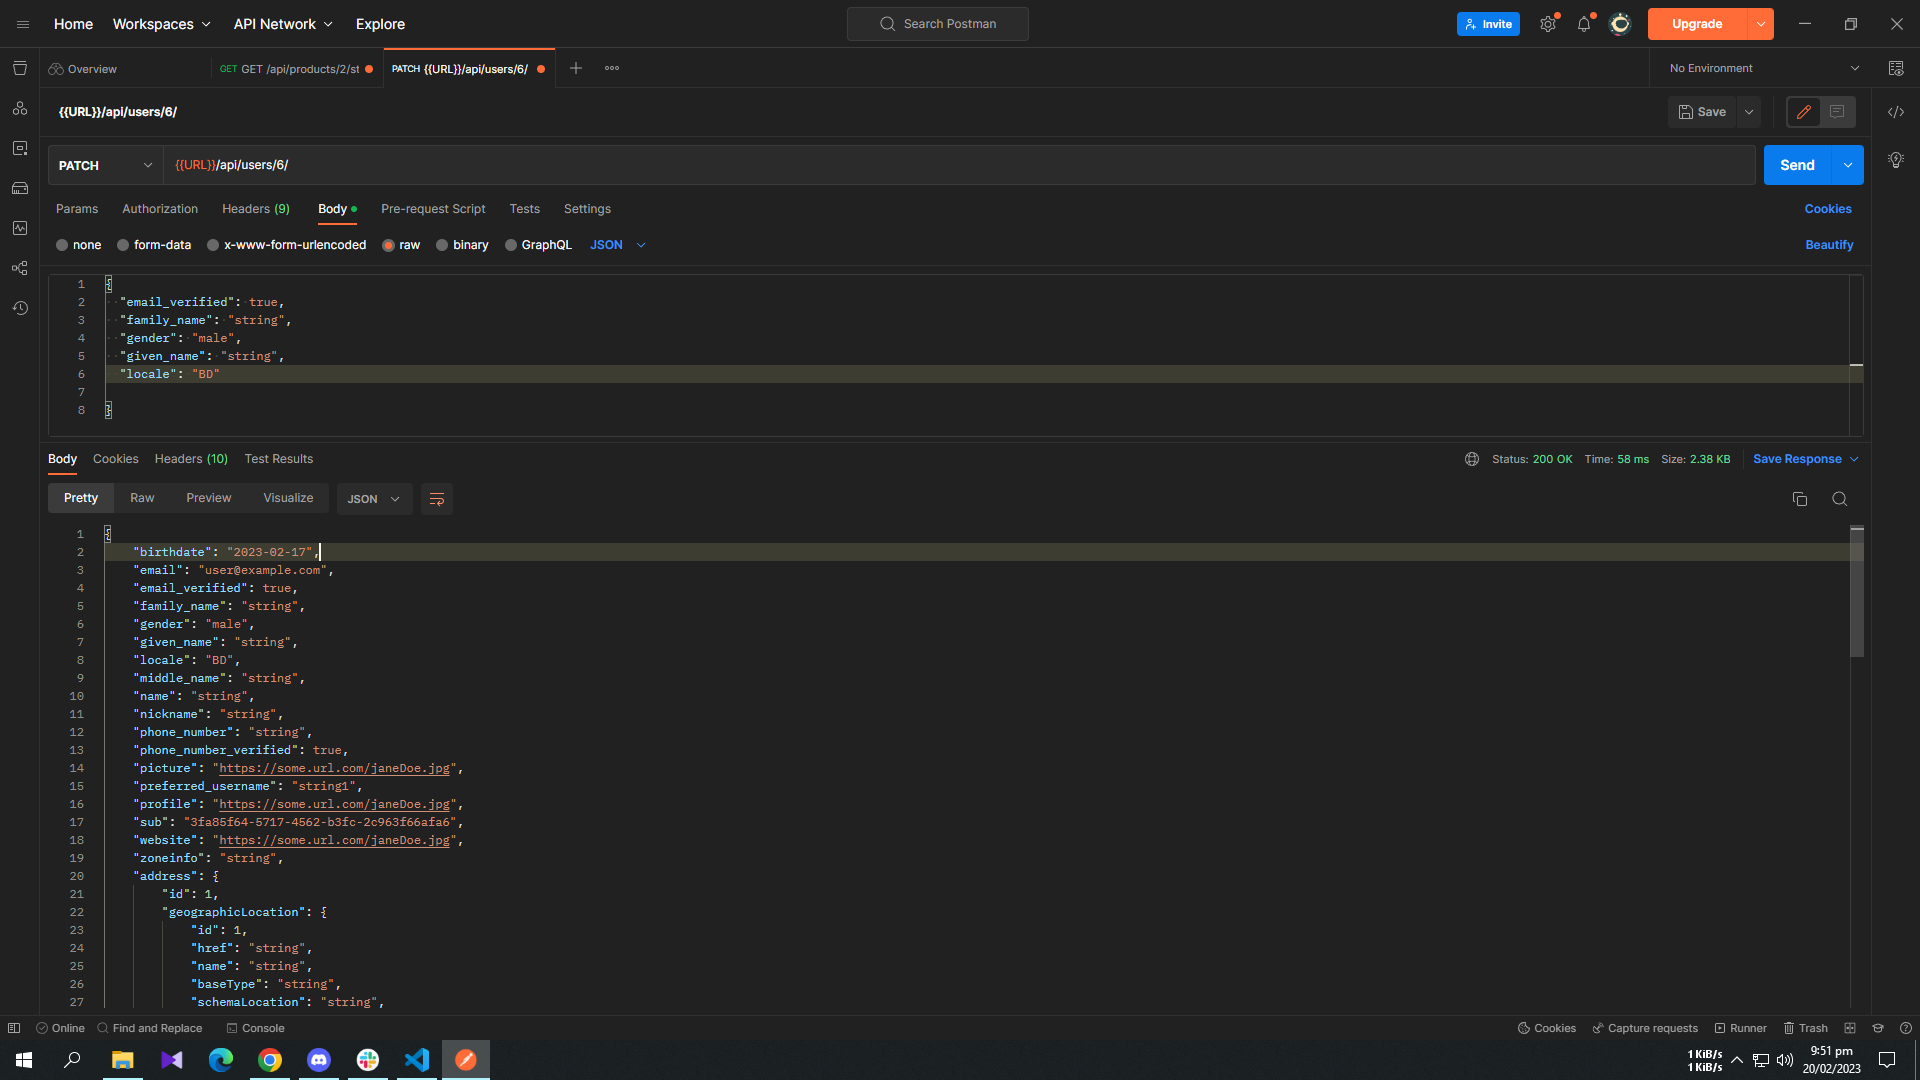 Home Workspaces API Network Explore Search Postman Invite Upgrade
Overview GET GET /api/products/2/st PATCH {{URL}}/api/users/6/ No Environment
{{URL}}/api/users/6/ Save
PATCH {{URL}}/api/users/6/ Send
Params Authorization Headers (9) Body Pre-request Script Tests Settings Cookies
none form-data x-www-form-urlencoded raw binary GraphQL JSON Beautify
1 {
2 "email_verified": true,
3 "family_name": "string",
4 "gender": "male",
5 "given_name": "string",
6 "locale": "BD"
7
8 }
Body Cookies Headers (10) Test Results Status: 200 OK Time: 58 ms Size: 2.38 KB Save Response
Pretty Raw Preview Visualize JSON
1 {
2 "birthdate": "2023-02-17",
3 "email": "user@example.com",
4 "email_verified": true,
5 "family_name": "string",
6 "gender": "male",
7 "given_name": "string",
8 "locale": "BD",
9 "middle_name": "string",
10 "name": "string",
11 "nickname": "string",
12 "phone_number": "string",
13 "phone_number_verified": true,
14 "picture": "https://some.url.com/janeDoe.jpg",
15 "preferred_username": "string1",
16 "profile": "https://some.url.com/janeDoe.jpg",
17 "sub": "3fa85f64-5717-4562-b3fc-2c963f66afa6",
18 "website": "https://some.url.com/janeDoe.jpg",
19 "zoneinfo": "string",
20 "address": {
21 "id": 1,
22 "geographicLocation": {
23 "id": 1,
24 "href": "string",
25 "name": "string",
26 "baseType": "string",
27 "schemaLocation": "string",
Online Find and Replace Console Cookies Capture requests Runner Trash
1 KiB/s 9:51 pm
1 KiB/s 20/02/2023